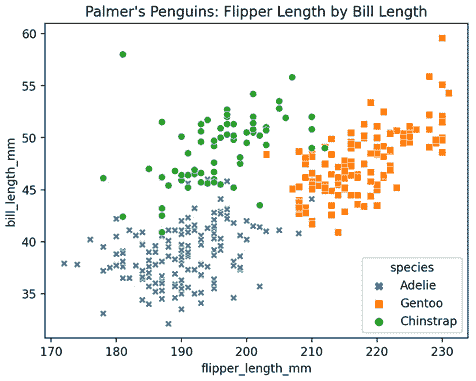 Palmer's Penguins: Flipper Length by Bill Length
60
55
50
45
40
35
bill_length_mm
species
Adelie
Gentoo
Chinstrap
170 180 190 200 210 220 230
flipper_length_mm